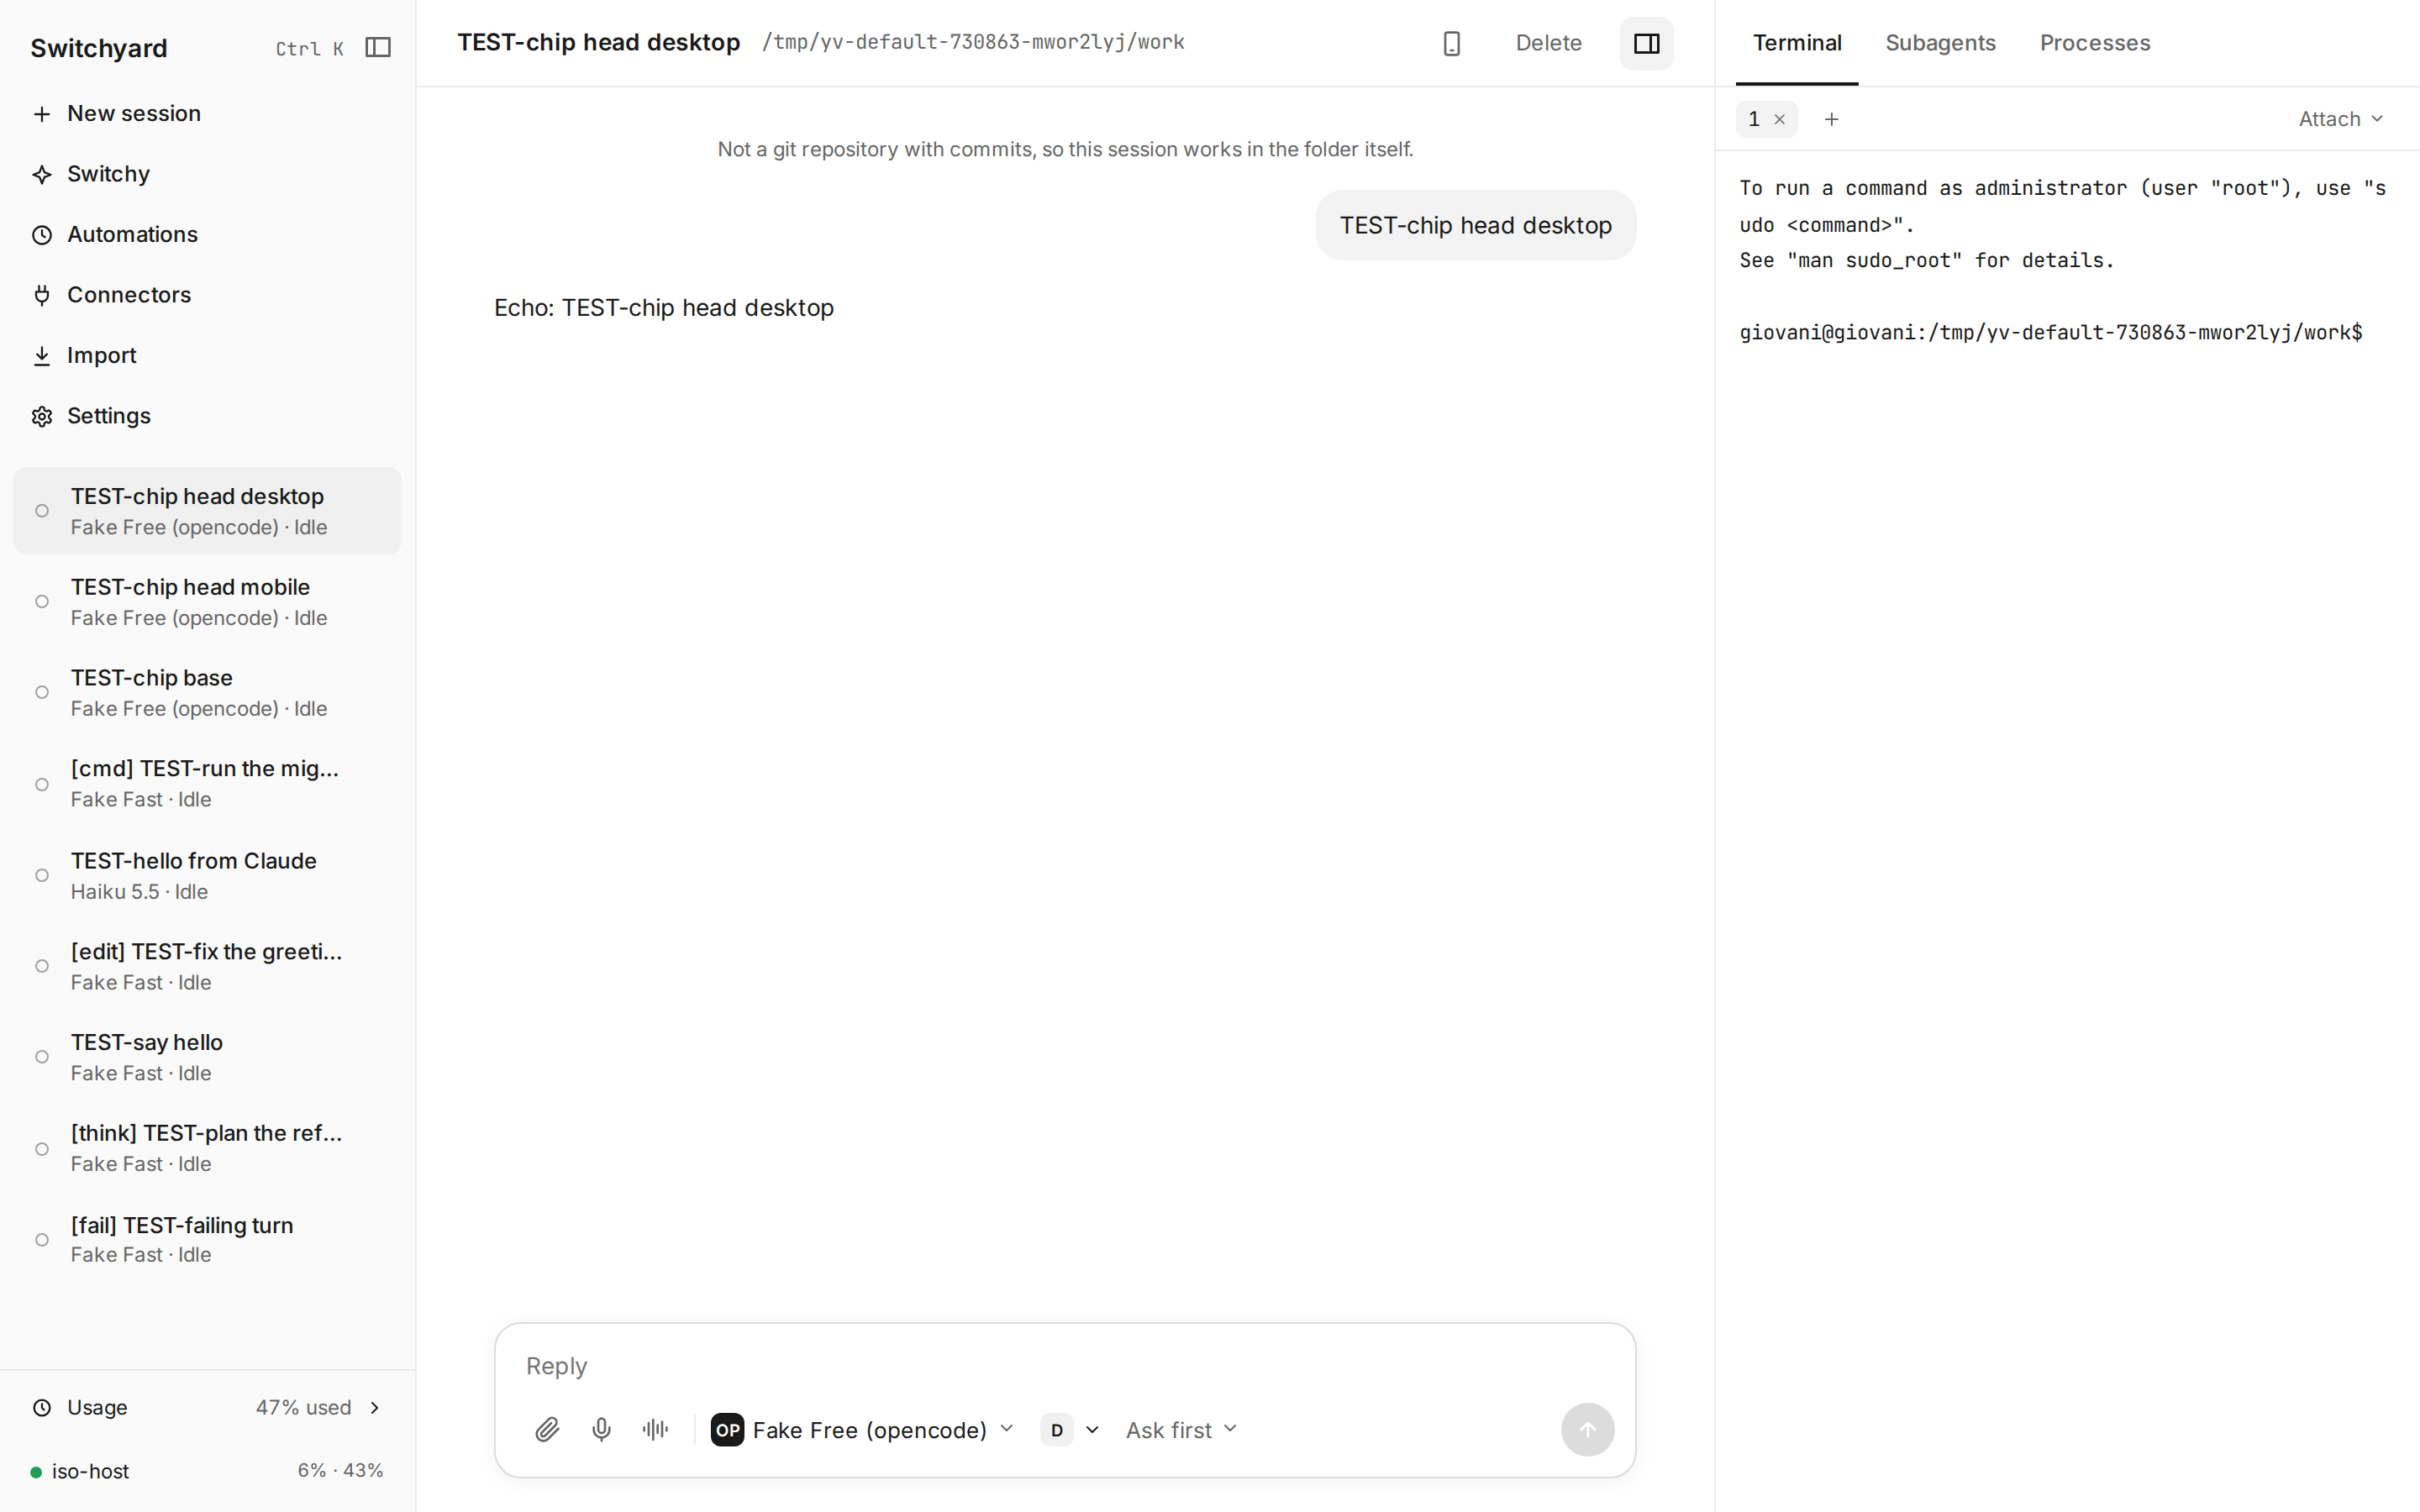 Switchyard
Ctrl K
New session
Switchy
Automations
Connectors
Import
Settings
TEST-chip head desktop
Fake Free (opencode) · Idle
TEST-chip head mobile
Fake Free (opencode) · Idle
TEST-chip base
Fake Free (opencode) · Idle
[cmd] TEST-run the mig...
Fake Fast · Idle
TEST-hello from Claude
Haiku 5.5 · Idle
[edit] TEST-fix the greeti...
Fake Fast · Idle
TEST-say hello
Fake Fast · Idle
[think] TEST-plan the ref...
Fake Fast · Idle
[fail] TEST-failing turn
Fake Fast · Idle
Usage 47% used
iso-host 6% · 43%
TEST-chip head desktop /tmp/yv-default-730863-mwor2lyj/work
Delete
Not a git repository with commits, so this session works in the folder itself.
TEST-chip head desktop
Echo: TEST-chip head desktop
Reply
OP Fake Free (opencode) D Ask first
Terminal Subagents Processes
1
Attach
To run a command as administrator (user "root"), use "s
udo <command>".
See "man sudo_root" for details.
giovani@giovani:/tmp/yv-default-730863-mwor2lyj/work$